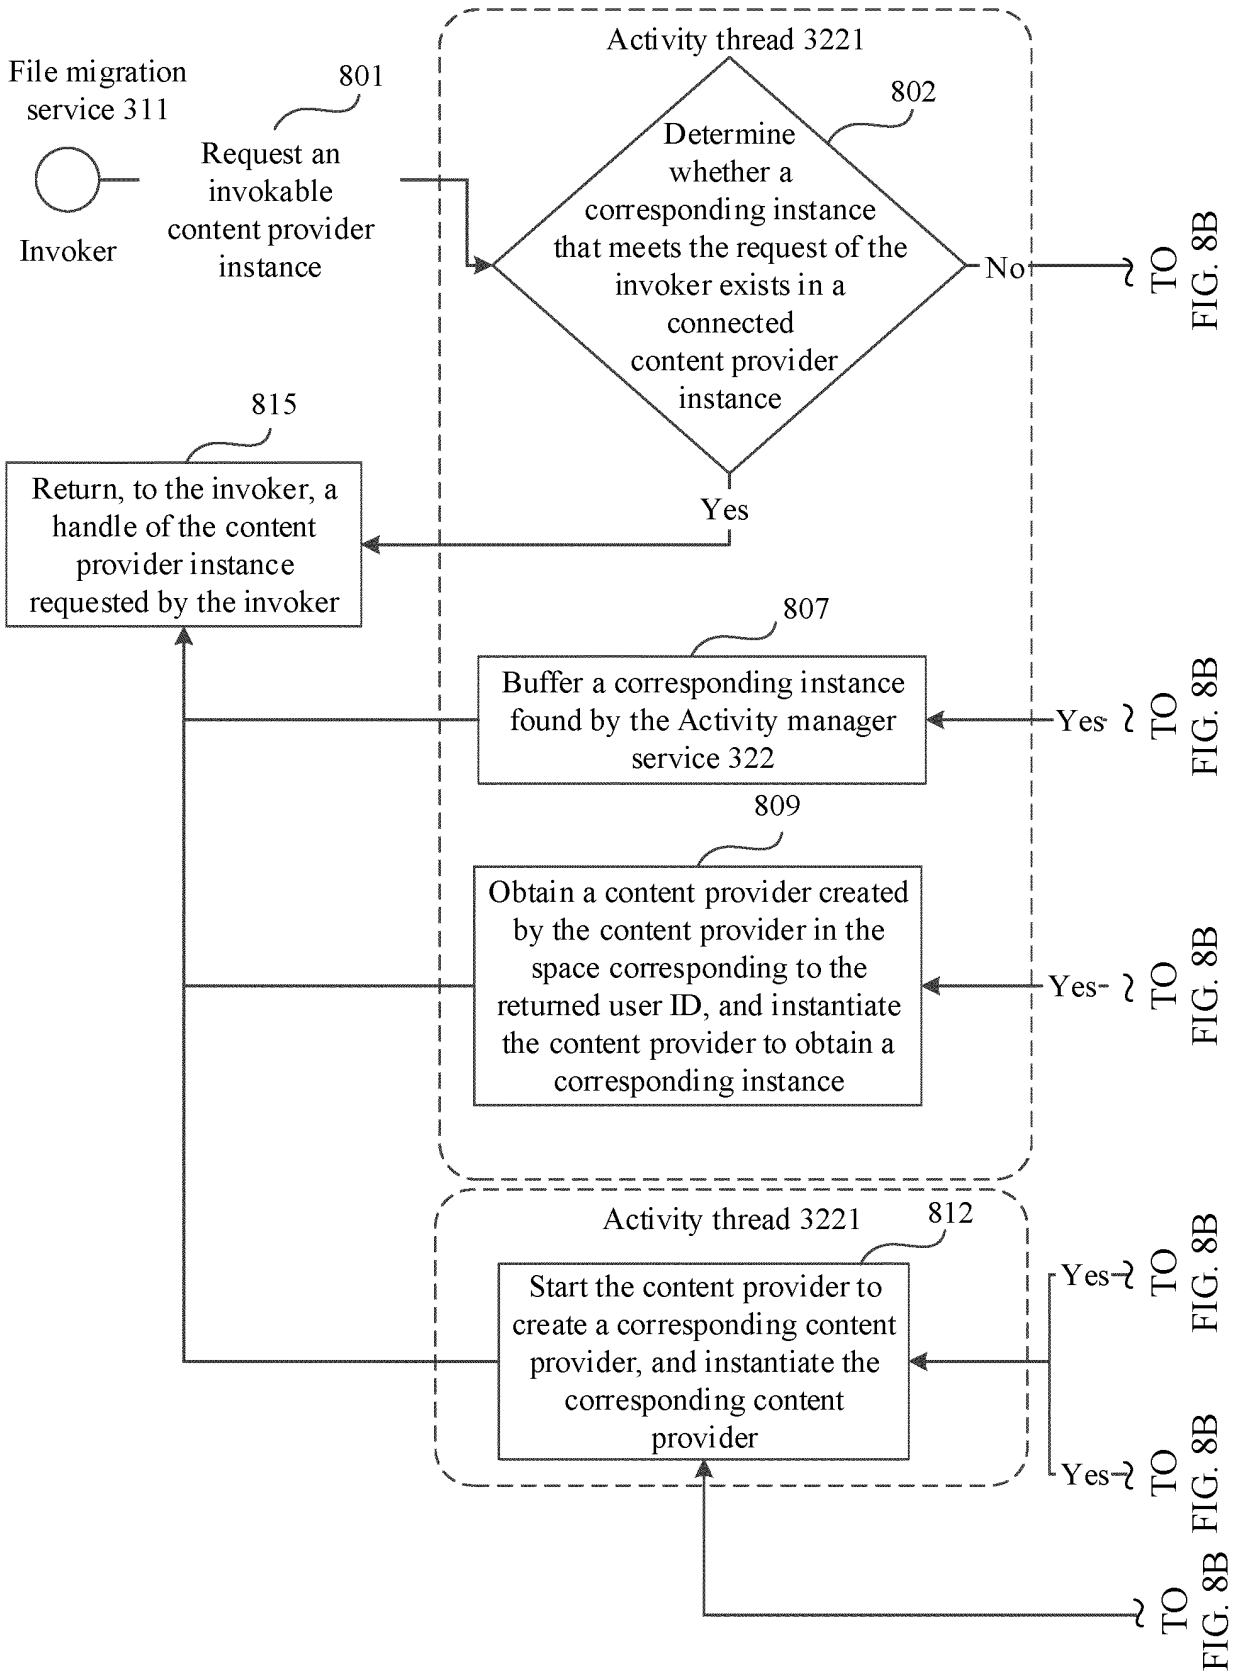 Activity thread 3221
File migration
service 311
801
802
Request an
invokable
content provider
instance
Invoker
Determine
whether a
corresponding instance
that meets the request of the
invoker exists in a
connected
content provider
instance
No
TO
FIG. 8B
Yes
815
Return, to the invoker, a
handle of the content
provider instance
requested by the invoker
807
Buffer a corresponding instance
found by the Activity manager
service 322
Yes
TO
FIG. 8B
809
Obtain a content provider created
by the content provider in the
space corresponding to the
returned user ID, and instantiate
the content provider to obtain a
corresponding instance
Yes
TO
FIG. 8B
Activity thread 3221
812
Start the content provider to
create a corresponding content
provider, and instantiate the
corresponding content
provider
Yes
TO
FIG. 8B
Yes
TO
FIG. 8B
TO
FIG. 8B